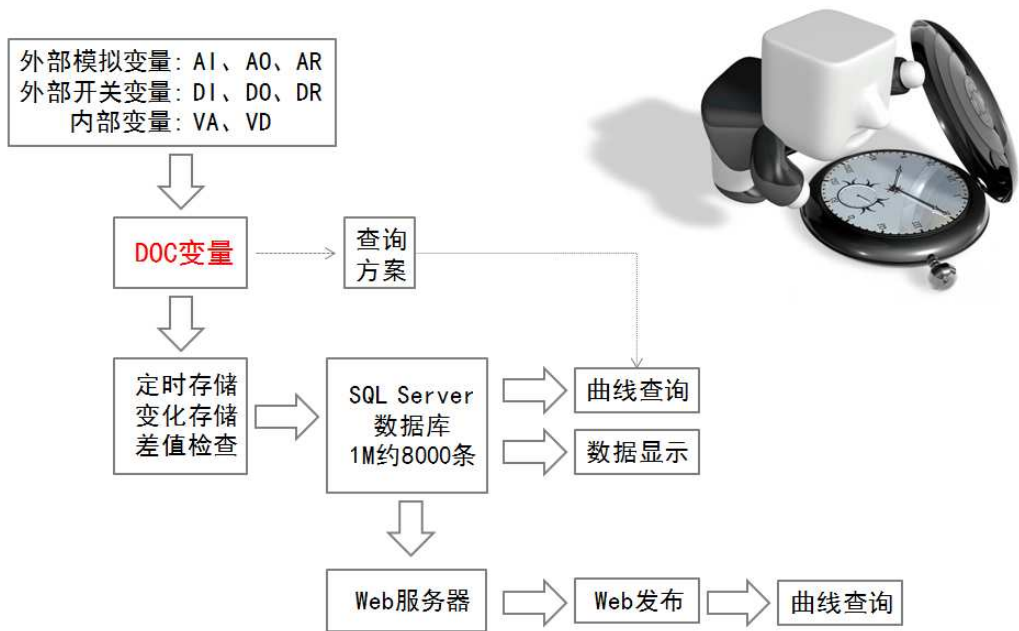 外部模拟变量: AI、AO、AR
外部开关变量: DI、DO、DR
内部变量: VA、VD
DOC变量
查询
方案
定时存储
变化存储
差值检查
SQL Server
数据库
1M约8000条
曲线查询
数据显示
Web服务器
Web发布
曲线查询